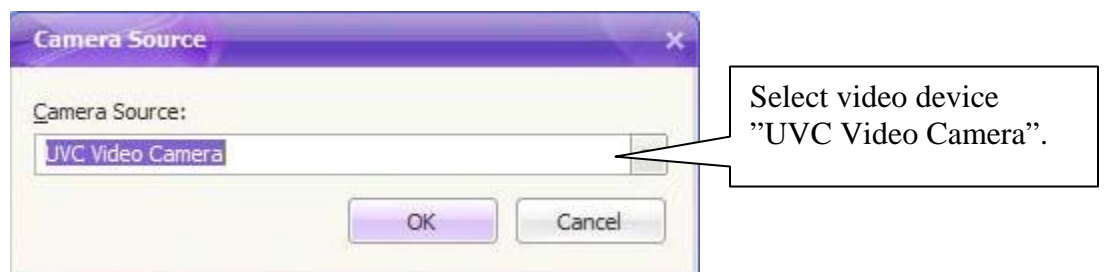 Camera Source
Camera Source:
UVC Video Camera
OK
Cancel
Select video device
”UVC Video Camera”.